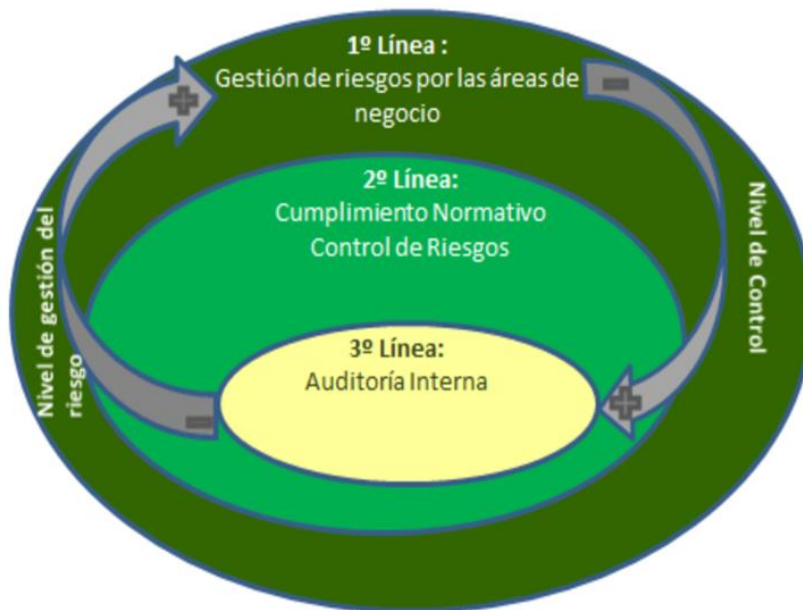 1º Línea :
Gestión de riesgos por las áreas de
negocio
2º Línea:
Cumplimiento Normativo
Control de Riesgos
3º Línea:
Auditoría Interna
Nivel de gestión del
riesgo
Nivel de Control